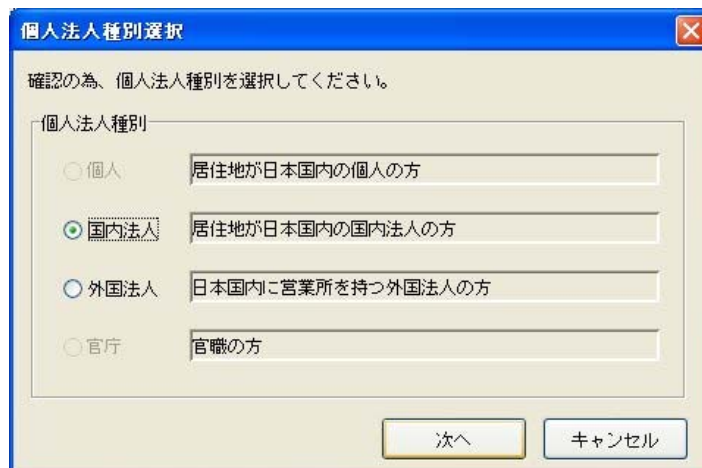 個人法人種別選択
確認の為、個人法人種別を選択してください。
個人法人種別
個人 居住地が日本国内の個人の方
国内法人 居住地が日本国内の国内法人の方
外国法人 日本国内に営業所を持つ外国法人の方
官庁 官職の方
次へ キャンセル